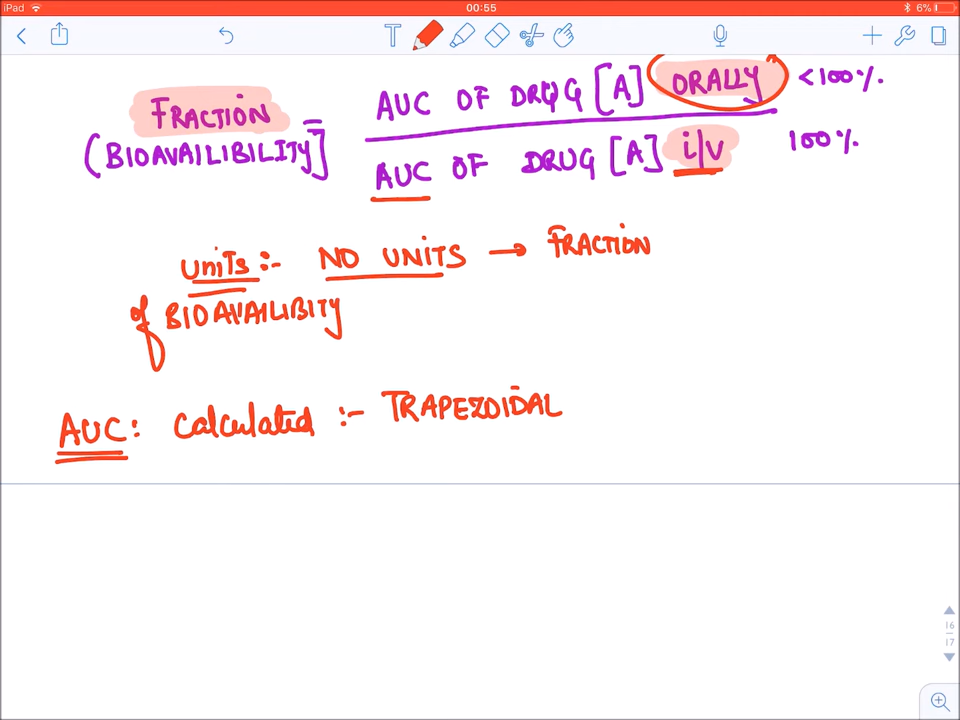 iPad 00:55 6%
T
AUC OF DRUG [A] ORALLY <100%.
FRACTION =
(BIOAVAILIBILITY] AUC OF DRUG [A] i/v 100%.
units:- NO UNITS → FRACTION
of BIOAVAILIBITY
AUC: Calculated :- TRAPEZOIDAL
16
17